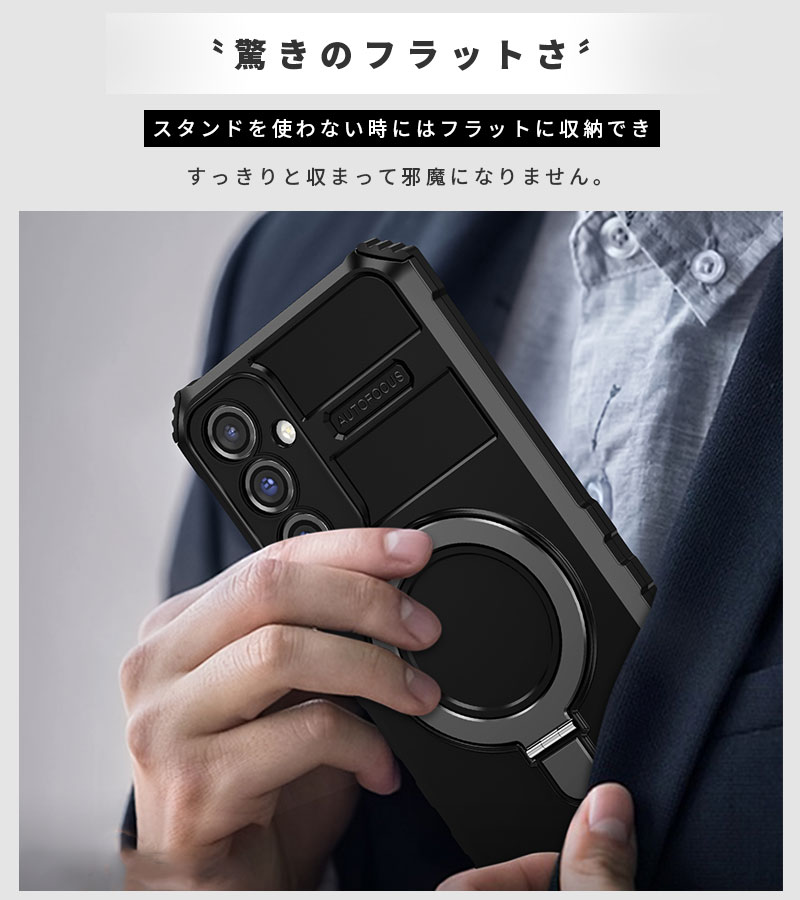 〝驚きのフラットさ〞
スタンドを使わない時にはフラットに収納でき
すっきりと収まって邪魔になりません。
AUTOFOCUS